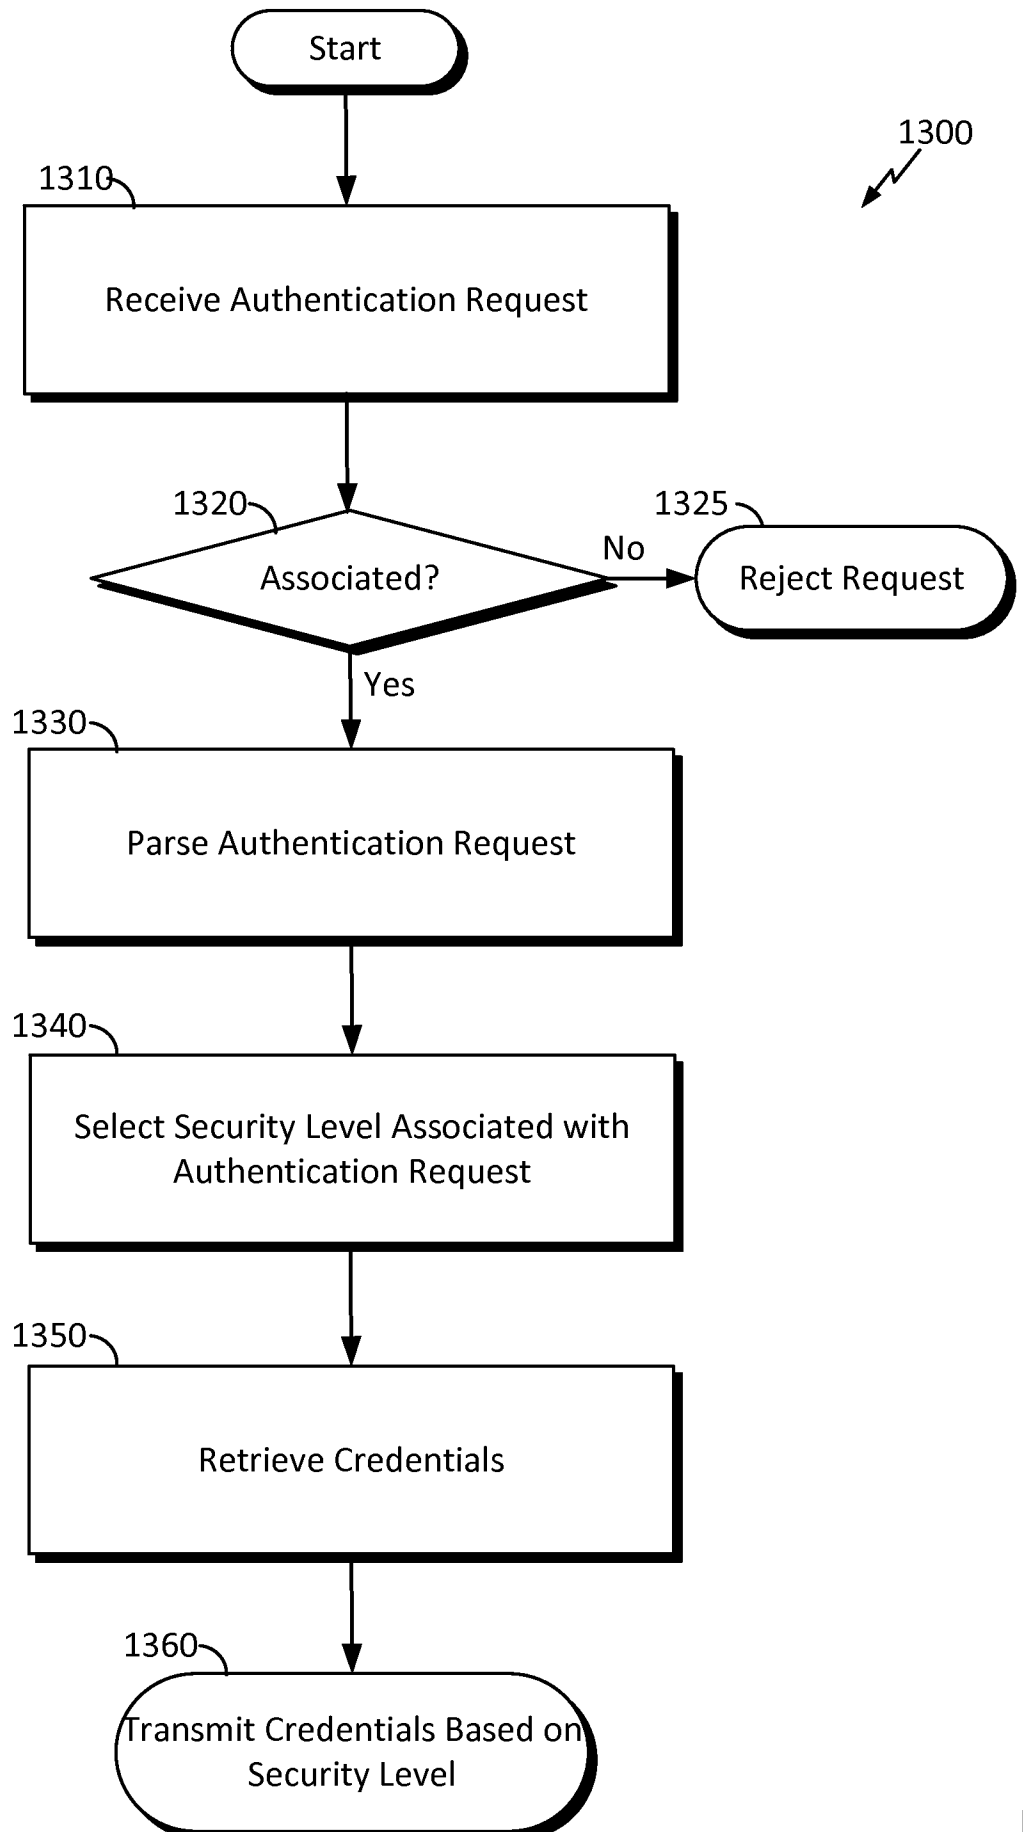 Start
1300
1310
Receive Authentication Request
1320
Associated?
No
1325
Reject Request
Yes
1330
Parse Authentication Request
1340
Select Security Level Associated with
Authentication Request
1350
Retrieve Credentials
1360
Transmit Credentials Based on
Security Level